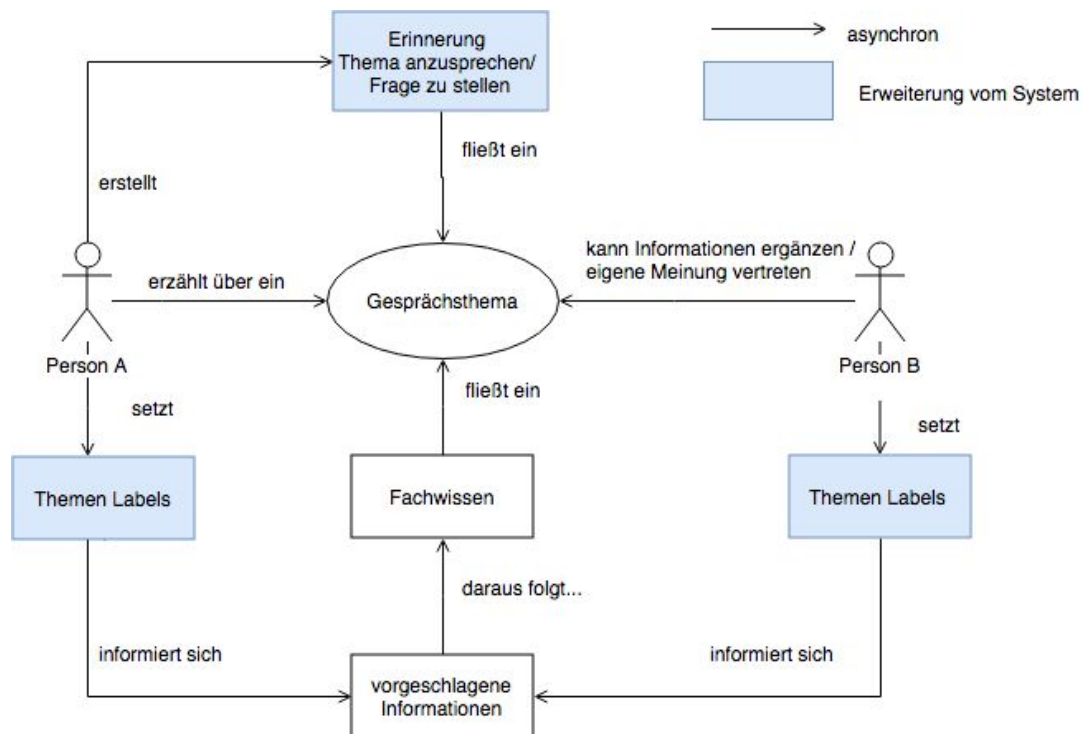 Erinnerung
Thema anzusprechen/
Frage zu stellen
asynchron
Erweiterung vom System
fließt ein
erstellt
kann Informationen ergänzen /
eigene Meinung vertreten
erzählt über ein
Gesprächsthema
Person A
Person B
fließt ein
setzt
setzt
Themen Labels
Fachwissen
Themen Labels
daraus folgt...
informiert sich
informiert sich
vorgeschlagene
Informationen